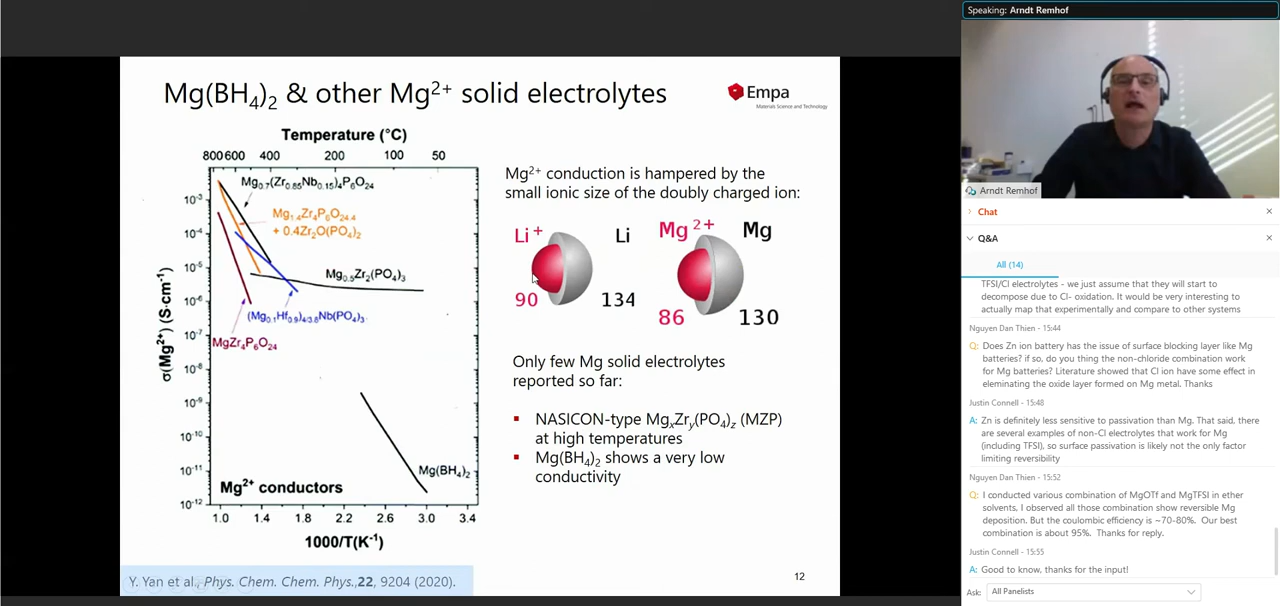 Speaking: Arndt Remhof
Mg(BH4)2 & other Mg2+ solid electrolytes
Empa
Materials Science and Technology
Temperature (°C)
800 600 400 200 100 50
Mg0.7(Zr0.85Nb0.15)4P6O24
Mg1.4Zr4P6O24.4
+ 0.4Zr2O(PO4)2
Mg0.5Zr2(PO4)3
(Mg0.1Hf0.9)4/3.8Nb(PO4)3
MgZr4P6O24
Mg(BH4)2
Mg2+ conductors
σ(Mg2+) (S·cm-1)
10-3
10-4
10-5
10-6
10-7
10-8
10-9
10-10
10-11
10-12
1.0 1.4 1.8 2.2 2.6 3.0 3.4
1000/T(K-1)
Y. Yan et al., Phys. Chem. Chem. Phys.,22, 9204 (2020).
Mg2+ conduction is hampered by the
small ionic size of the doubly charged ion:
Li+ Li Mg2+ Mg
90 134 86 130
Only few Mg solid electrolytes
reported so far:
NASICON-type MgxZry(PO4)z (MZP)
at high temperatures
Mg(BH4)2 shows a very low
conductivity
12
Arndt Remhof
Chat
Q&A
All (14)
TFSI/Cl electrolytes - we just assume that they will start to
decompose due to Cl- oxidation. It would be very interesting to
actually map that experimentally and compare to other systems
Nguyen Dan Thien - 15:44
Q: Does Zn ion battery has the issue of surface blocking layer like Mg
batteries? if so, do you thing the non-chloride combination work
for Mg batteries? Literature showed that Cl ion have some effect in
eleminating the oxide layer formed on Mg metal. Thanks
Justin Connell - 15:48
A: Zn is definitely less sensitive to passivation than Mg. That said, there
are several examples of non-Cl electrolytes that work for Mg
(including TFSI), so surface passivation is likely not the only factor
limiting reversibility
Nguyen Dan Thien - 15:52
Q: I conducted various combination of MgOTf and MgTFSI in ether
solvents, I observed all those combination show reversible Mg
deposition. But the coulombic efficiency is ~70-80%. Our best
combination is about 95%. Thanks for reply.
Justin Connell - 15:55
A: Good to know, thanks for the input!
Ask: All Panelists